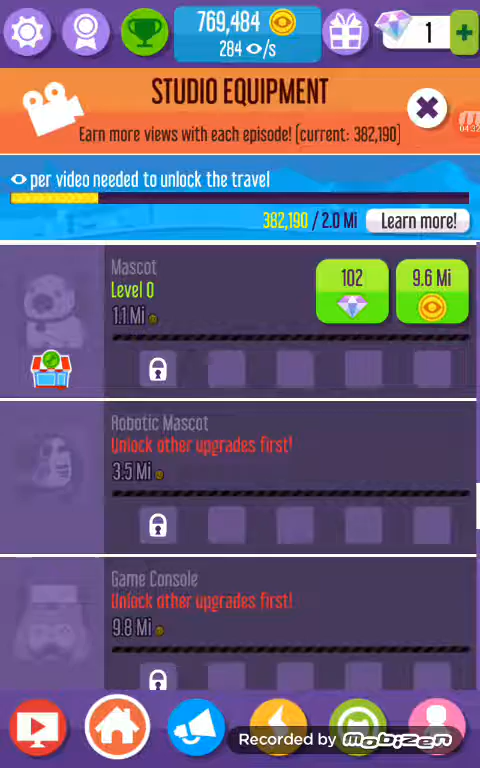 769,484
284 /s
1
STUDIO EQUIPMENT
Earn more views with each episode! (current: 382,190)
04:32
per video needed to unlock the travel
382,190 / 2.0 Mi
Learn more!
Mascot
Level 0
1.1 Mi
102
9.6 Mi
Robotic Mascot
Unlock other upgrades first!
3.5 Mi
Game Console
Unlock other upgrades first!
9.8 Mi
Recorded by mobizen